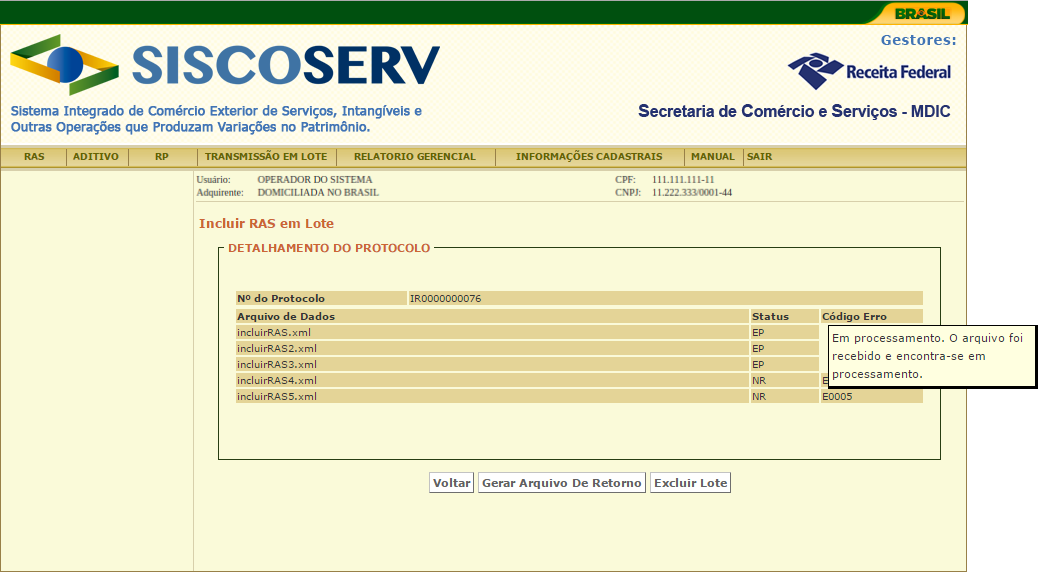 BRASIL
Gestores:
SISCOSERV
Receita Federal
Sistema Integrado de Comércio Exterior de Serviços, Intangíveis e
Outras Operações que Produzam Variações no Patrimônio.
Secretaria de Comércio e Serviços - MDIC
RAS ADITIVO RP TRANSMISSÃO EM LOTE RELATORIO GERENCIAL INFORMAÇÕES CADASTRAIS MANUAL SAIR
Usuário: OPERADOR DO SISTEMA CPF: 111.111.111-11
Adquirente: DOMICILIADA NO BRASIL CNPJ: 11.222.333/0001-44
Incluir RAS em Lote
DETALHAMENTO DO PROTOCOLO
Nº do Protocolo IR0000000076
Arquivo de Dados Status Código Erro
incluirRAS.xml EP
incluirRAS2.xml EP
incluirRAS3.xml EP
incluirRAS4.xml NR
incluirRAS5.xml NR E0005
Em processamento. O arquivo foi
recebido e encontra-se em
processamento.
Voltar Gerar Arquivo De Retorno Excluir Lote